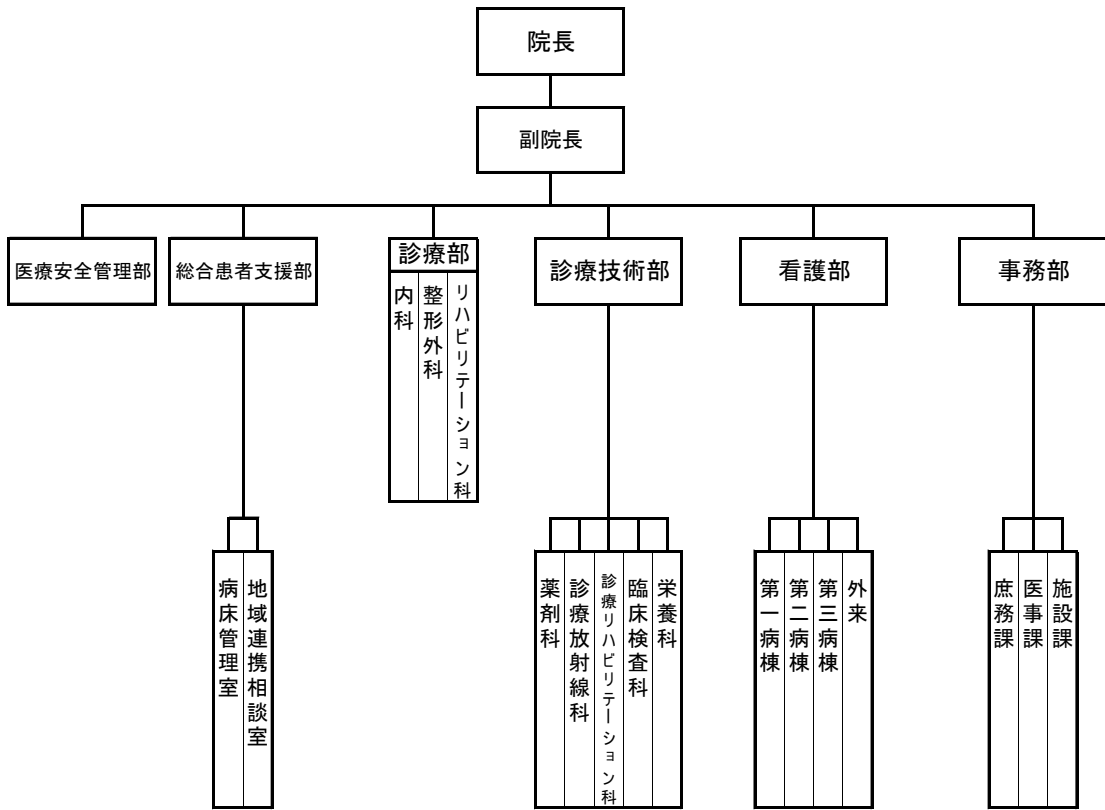 院長
副院長
医療安全管理部
総合患者支援部
診療部
診療技術部
看護部
事務部
内科
整形外科
リハビリテーション科
病床管理室
地域連携相談室
薬剤科
診療放射線科
診療リハビリテーション科
臨床検査科
栄養科
第一病棟
第二病棟
第三病棟
外来
庶務課
医事課
施設課